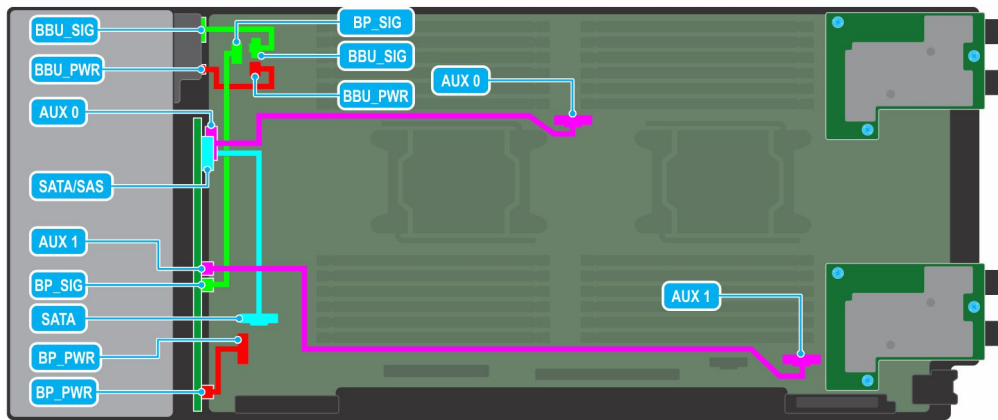 BBU_SIG
BP_SIG
BBU_SIG
BBU_PWR
BBU_PWR
AUX 0
AUX 0
SATA/SAS
AUX 1
BP_SIG
AUX 1
SATA
BP_PWR
BP_PWR